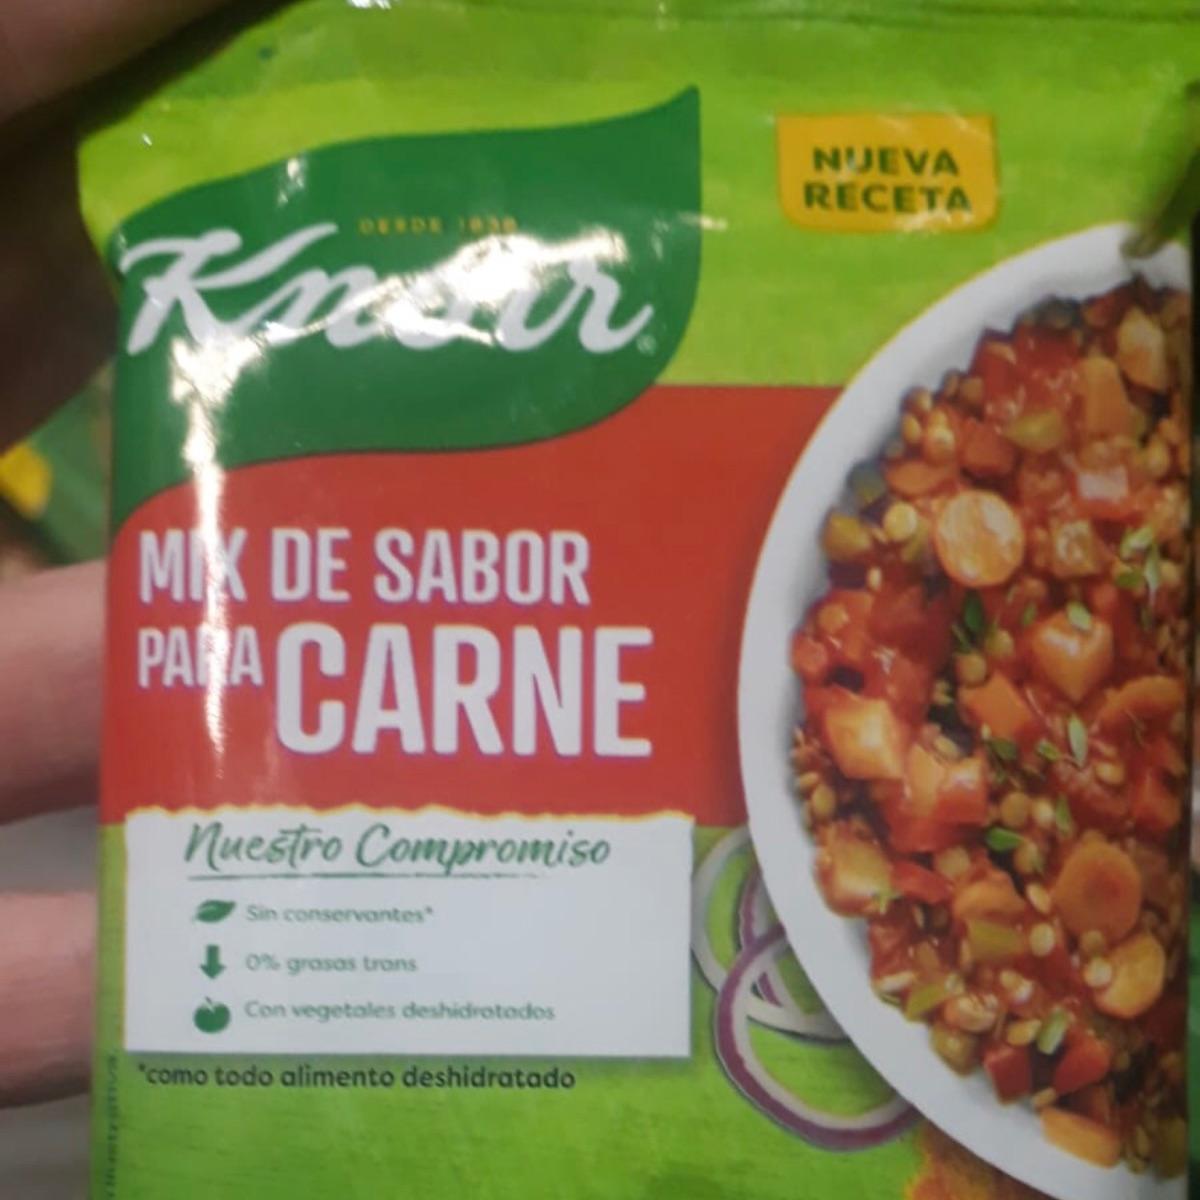 NUEVA
RECETA
DESDE 1838
Knorr
MIX DE SABOR
PARA CARNE
Nuestro Compromiso
Sin conservantes*
0% grasas trans
Con vegetales deshidratados
*como todo alimento deshidratado